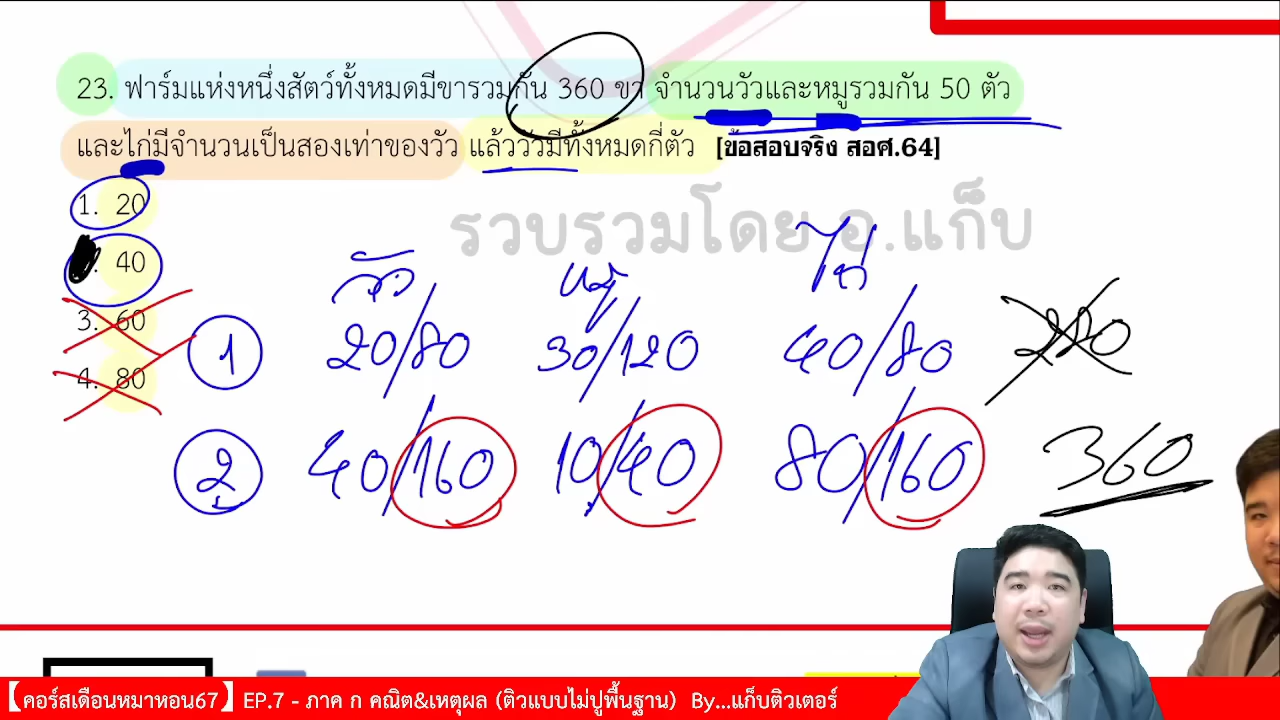 23. ฟาร์มแห่งหนึ่งสัตว์ทั้งหมดมีขารวมกัน 360 ขา จำนวนวัวและหมูรวมกัน 50 ตัว
และไก่มีจำนวนเป็นสองเท่าของวัว แล้ววัวมีทั้งหมดกี่ตัว [ข้อสอบจริง สอศ.64]
1. 20
40
3. 60
4. 80
รวบรวมโดย อ.แก็บ
วัว หมู ไก่
1 20/80 30/120 40/80 280
2 40/160 10/40 80/160 360
【คอร์สเดือนหมาหอน67】 EP.7 - ภาค ก คณิต&เหตุผล (ติวแบบไม่ปูพื้นฐาน) By...แก็บติวเตอร์